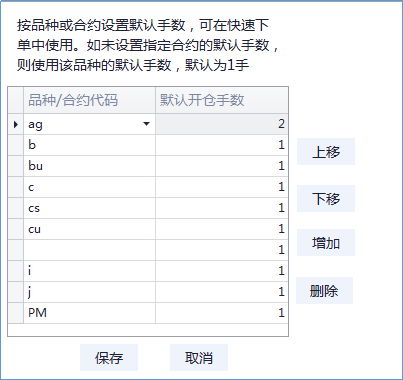 按品种或合约设置默认手数，可在快速下
单中使用。如未设置指定合约的默认手数，
则使用该品种的默认手数，默认为1手
品种/合约代码 默认开仓手数
ag 2
b 1
bu 1
c 1
cs 1
cu 1
1
i 1
j 1
PM 1
上移
下移
增加
删除
保存 取消